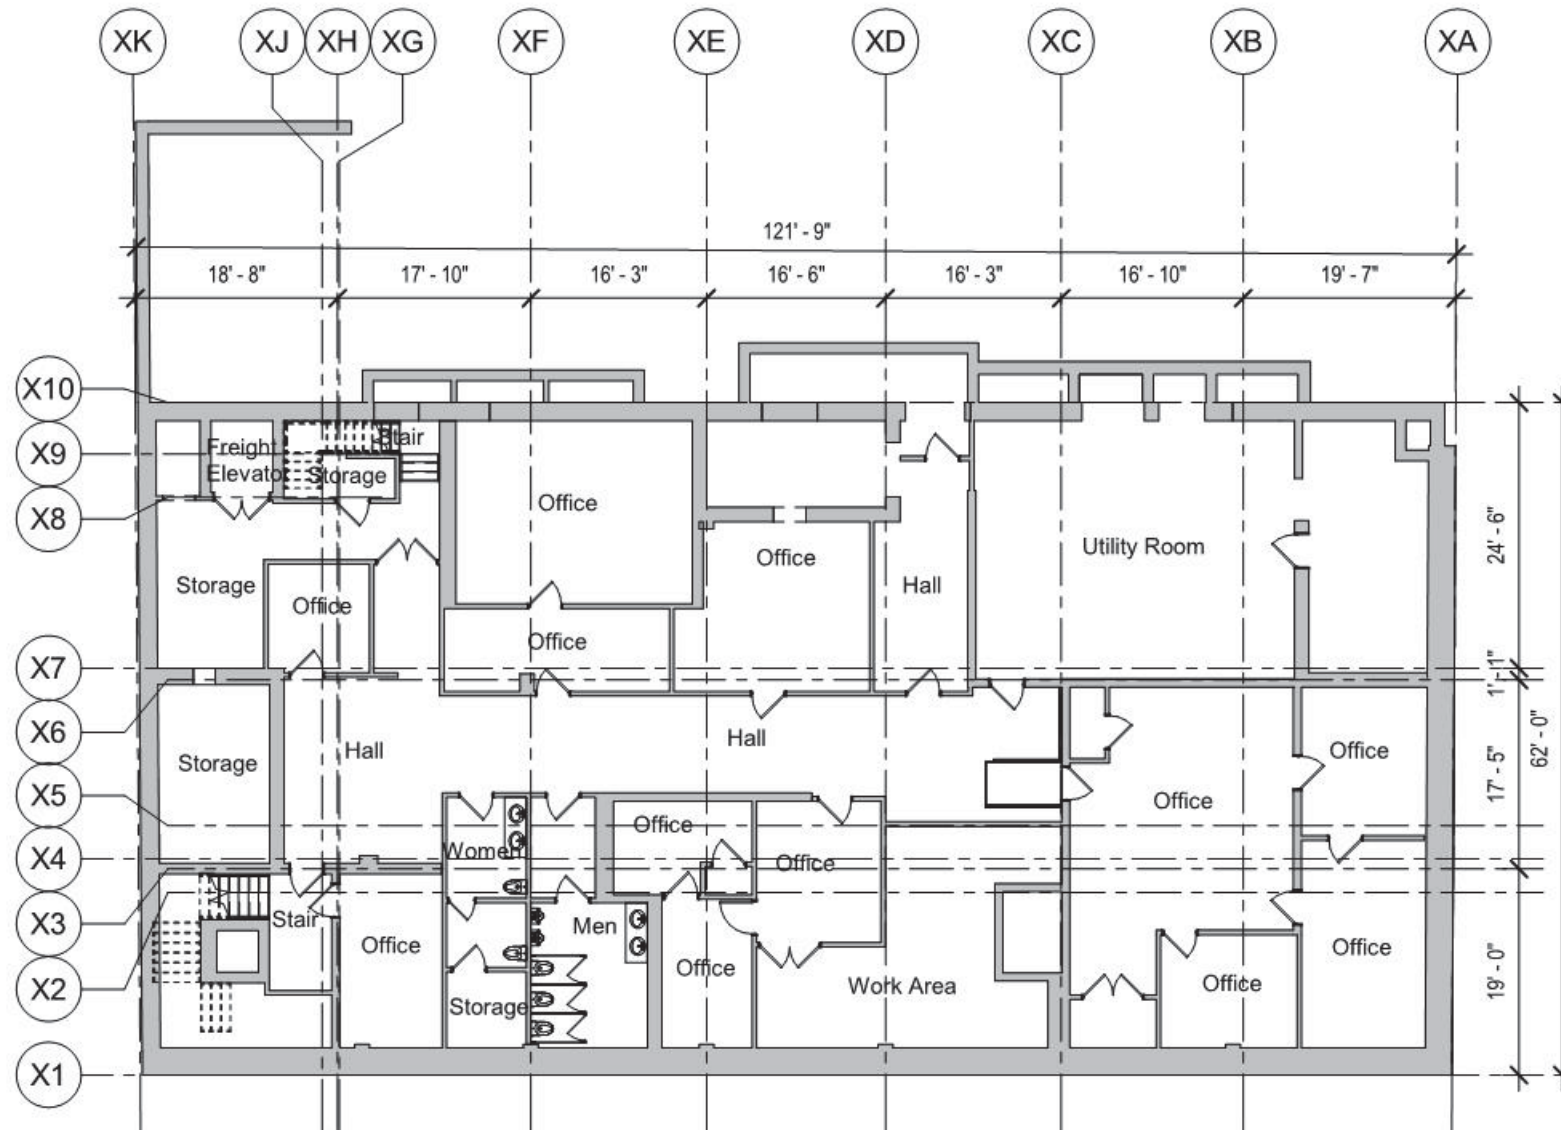 XK XJ XH XG XF XE XD XC XB XA
121' - 9"
18' - 8" 17' - 10" 16' - 3" 16' - 6" 16' - 3" 16' - 10" 19' - 7"
X10
X9
X8
X7
X6
X5
X4
X3
X2
X1
Freight
Elevator
Stair
Storage
Office
Office
Utility Room
Storage
Office
Hall
Office
24' - 6"
1' - 1"
17' - 5"
62' - 0"
19' - 0"
Storage
Hall
Hall
Office
Office
Office
Women
Office
Stair
Office
Men
Office
Storage
Work Area
Office
Office